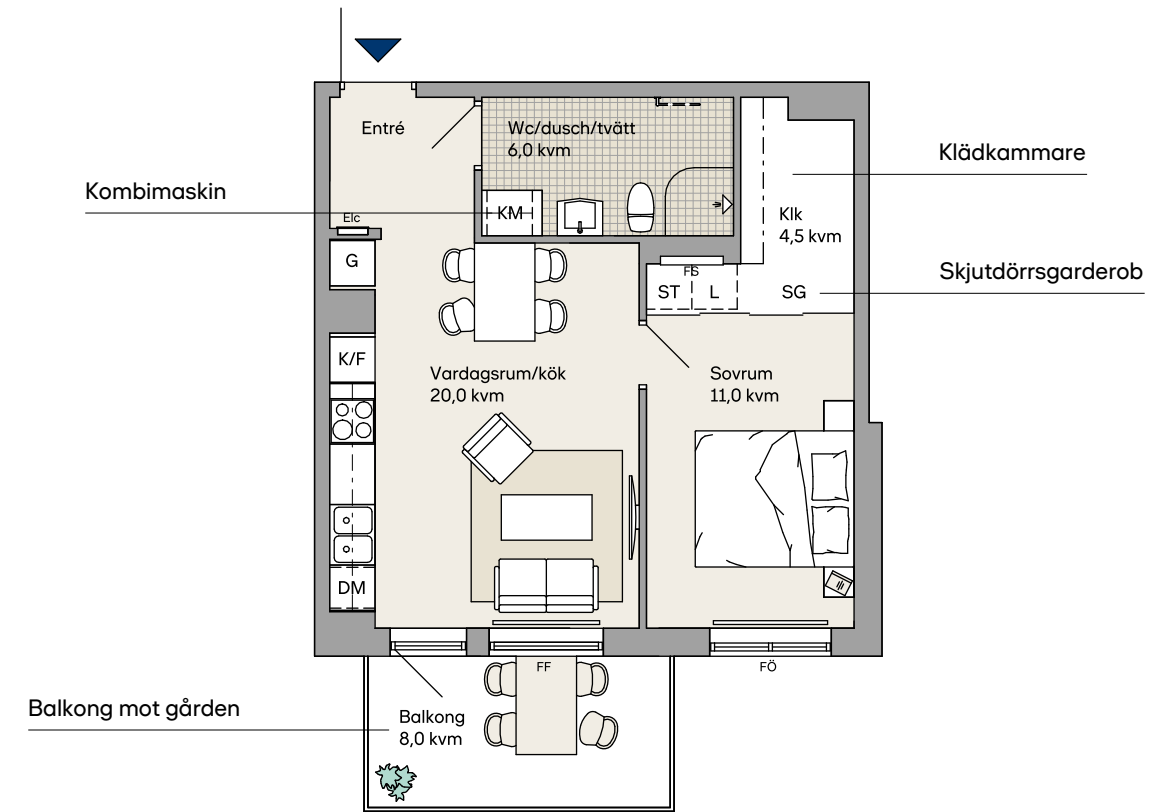 Entré
Wc/dusch/tvätt
6,0 kvm
Klädkammare
Kombimaskin
KM
Elc
Klk
4,5 kvm
G
FS
ST
L
SG
Skjutdörrsgarderob
K/F
Vardagsrum/kök
20,0 kvm
Sovrum
11,0 kvm
DM
FF
FÖ
Balkong mot gården
Balkong
8,0 kvm